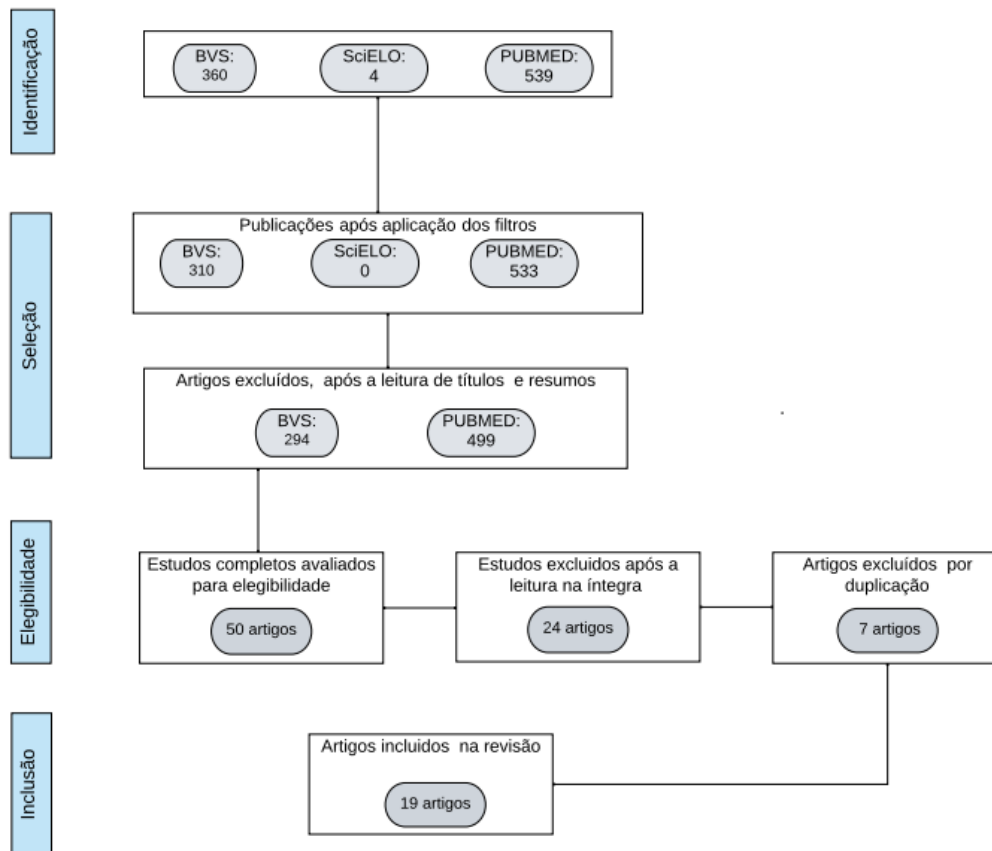 Identificação
BVS:
360
SciELO:
4
PUBMED:
539
Seleção
Publicações após aplicação dos filtros
BVS:
310
SciELO:
0
PUBMED:
533
Artigos excluídos, após a leitura de títulos e resumos
BVS:
294
PUBMED:
499
Elegibilidade
Estudos completos avaliados
para elegibilidade
50 artigos
Estudos excluidos após a
leitura na íntegra
24 artigos
Artigos excluídos por
duplicação
7 artigos
Inclusão
Artigos incluidos na revisão
19 artigos